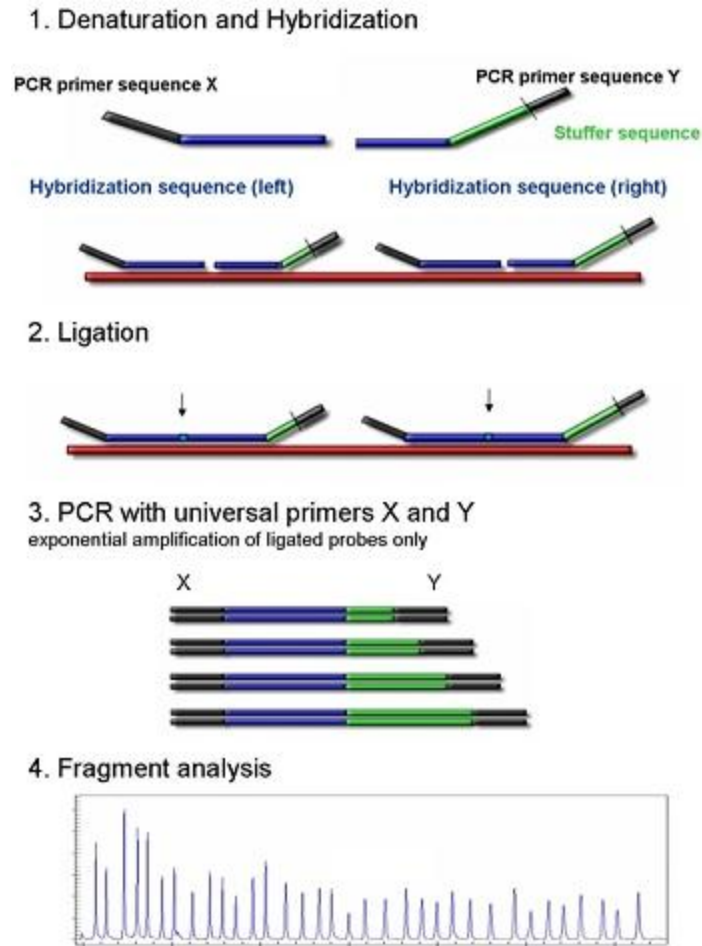 1. Denaturation and Hybridization
PCR primer sequence X
PCR primer sequence Y
Stuffer sequence
Hybridization sequence (left)
Hybridization sequence (right)
2. Ligation
3. PCR with universal primers X and Y
exponential amplification of ligated probes only
X
Y
4. Fragment analysis